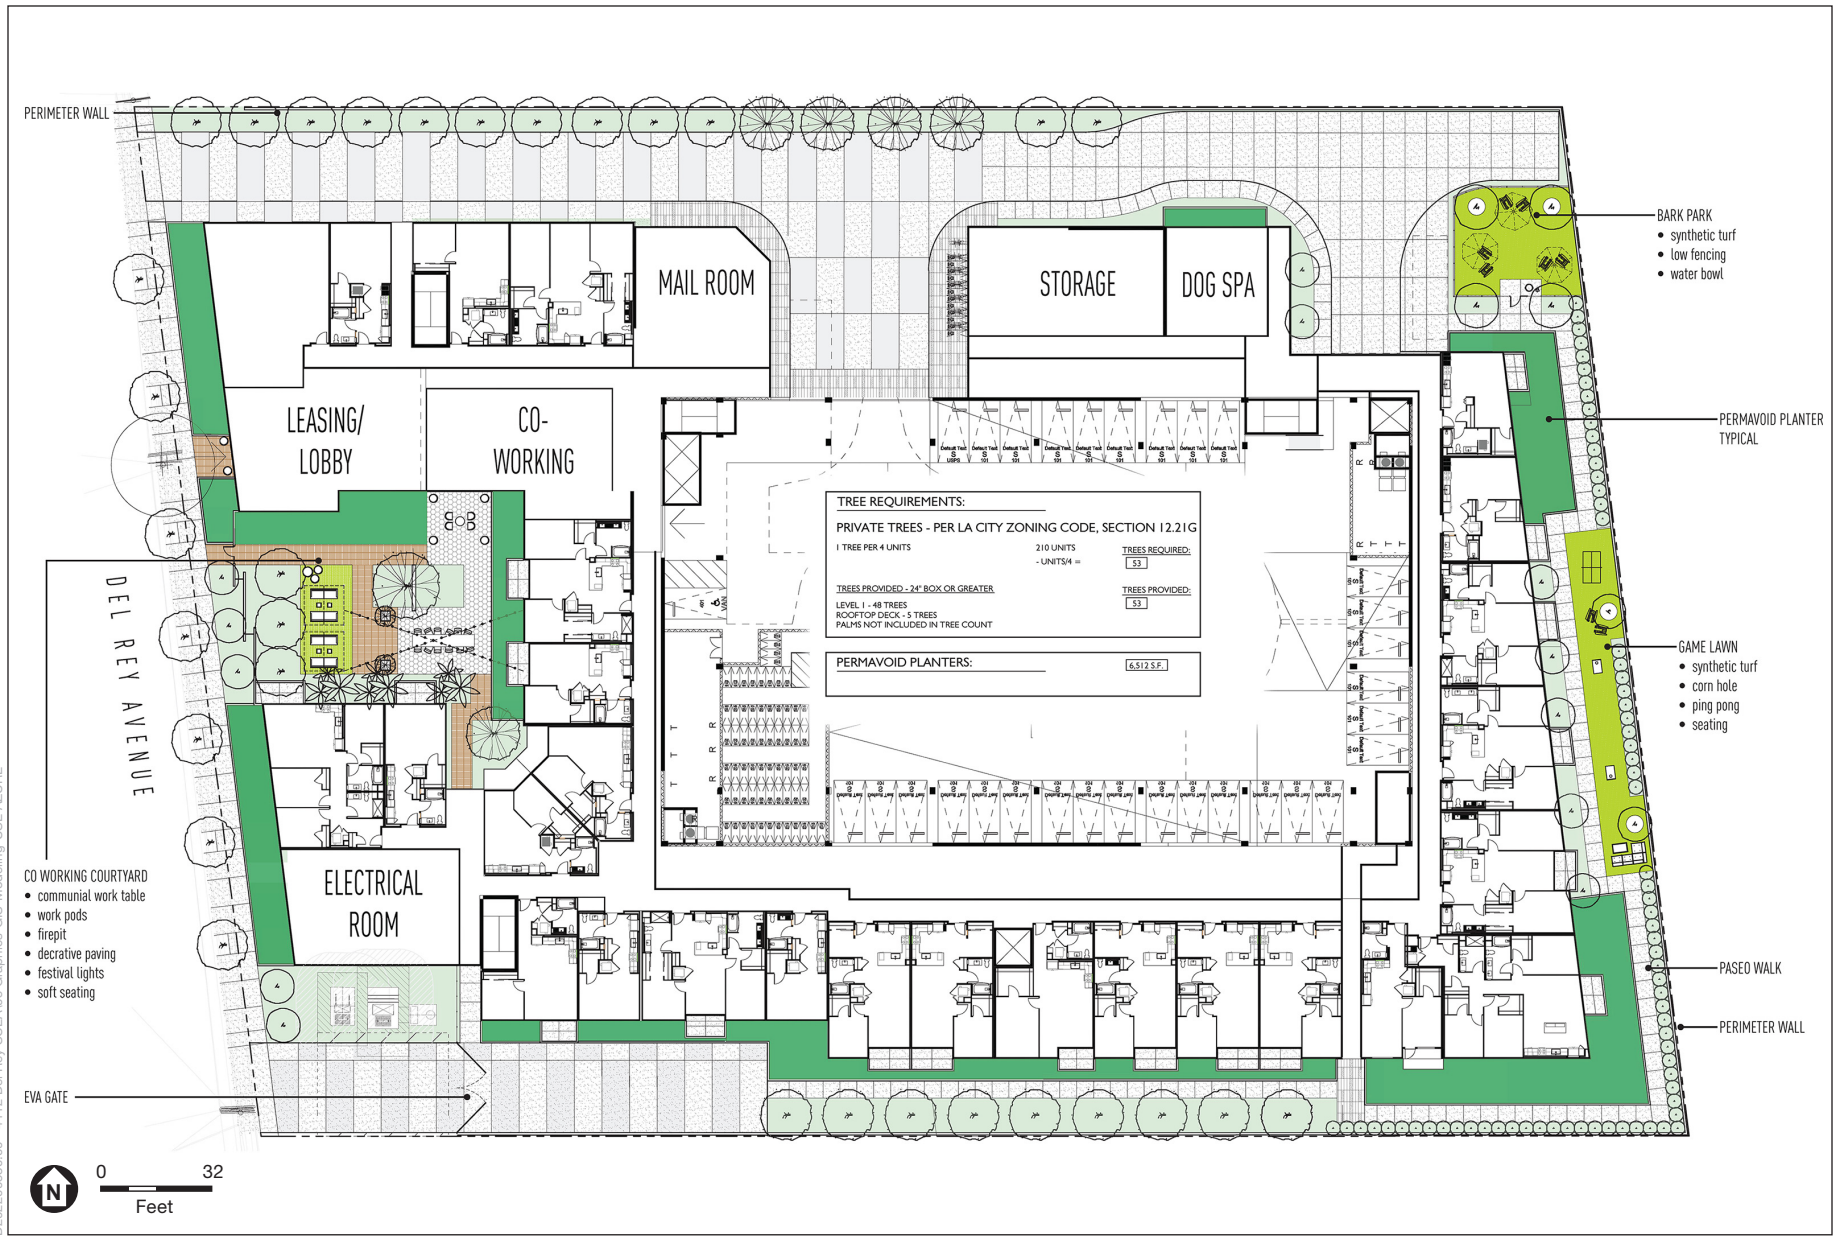 PERIMETER WALL
BARK PARK
• synthetic turf
• low fencing
• water bowl
MAIL ROOM
STORAGE
DOG SPA
LEASING/
LOBBY
CO-
WORKING
PERMAVOID PLANTER
TYPICAL
TREE REQUIREMENTS:
PRIVATE TREES - PER LA CITY ZONING CODE, SECTION 12.21G
1 TREE PER 4 UNITS
210 UNITS
- UNITS/4 =
TREES REQUIRED:
53
TREES PROVIDED - 24" BOX OR GREATER
TREES PROVIDED:
53
LEVEL 1 - 48 TREES
ROOFTOP DECK - 5 TREES
PALMS NOT INCLUDED IN TREE COUNT
PERMAVOID PLANTERS:
6,512 S.F.
VAN
DEL REY AVENUE
GAME LAWN
• synthetic turf
• corn hole
• ping pong
• seating
CO WORKING COURTYARD
• communial work table
• work pods
• firepit
• decrative paving
• festival lights
• soft seating
ELECTRICAL
ROOM
PASEO WALK
PERIMETER WALL
EVA GATE
N
0 32
Feet